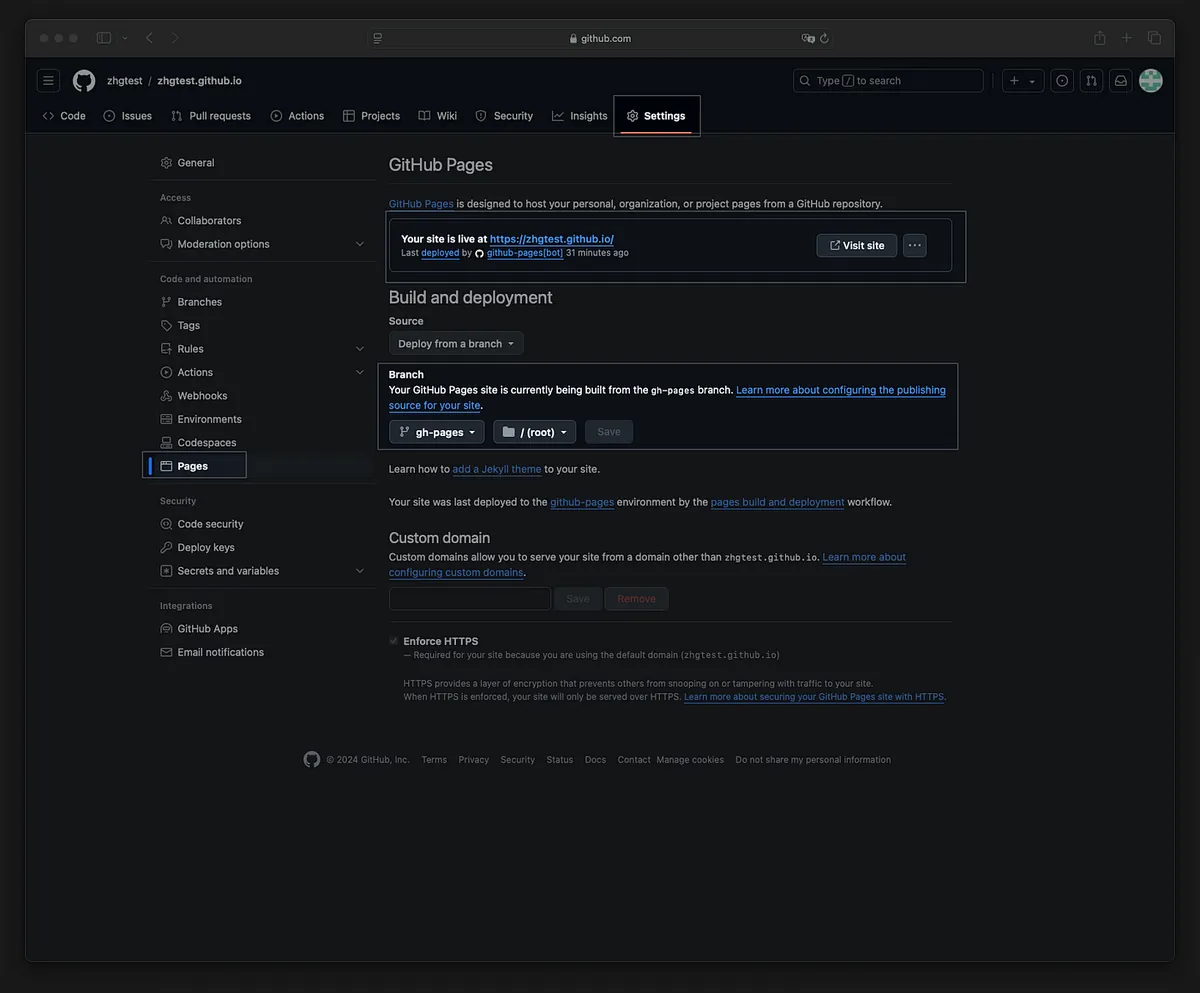 github.com
zhgtest / zhgtest.github.io
Type / to search
Code Issues Pull requests Actions Projects Wiki Security Insights Settings
General
Access
Collaborators
Moderation options
Code and automation
Branches
Tags
Rules
Actions
Webhooks
Environments
Codespaces
Pages
Security
Code security
Deploy keys
Secrets and variables
Integrations
GitHub Apps
Email notifications
GitHub Pages
GitHub Pages is designed to host your personal, organization, or project pages from a GitHub repository.
Your site is live at https://zhgtest.github.io/
Last deployed by github-pages[bot] 31 minutes ago
Visit site
Build and deployment
Source
Deploy from a branch
Branch
Your GitHub Pages site is currently being built from the gh-pages branch. Learn more about configuring the publishing
source for your site.
gh-pages / (root) Save
Learn how to add a Jekyll theme to your site.
Your site was last deployed to the github-pages environment by the pages build and deployment workflow.
Custom domain
Custom domains allow you to serve your site from a domain other than zhgtest.github.io. Learn more about
configuring custom domains.
Save Remove
Enforce HTTPS
— Required for your site because you are using the default domain (zhgtest.github.io)
HTTPS provides a layer of encryption that prevents others from snooping on or tampering with traffic to your site.
When HTTPS is enforced, your site will only be served over HTTPS. Learn more about securing your GitHub Pages site with HTTPS.
© 2024 GitHub, Inc. Terms Privacy Security Status Docs Contact Manage cookies Do not share my personal information